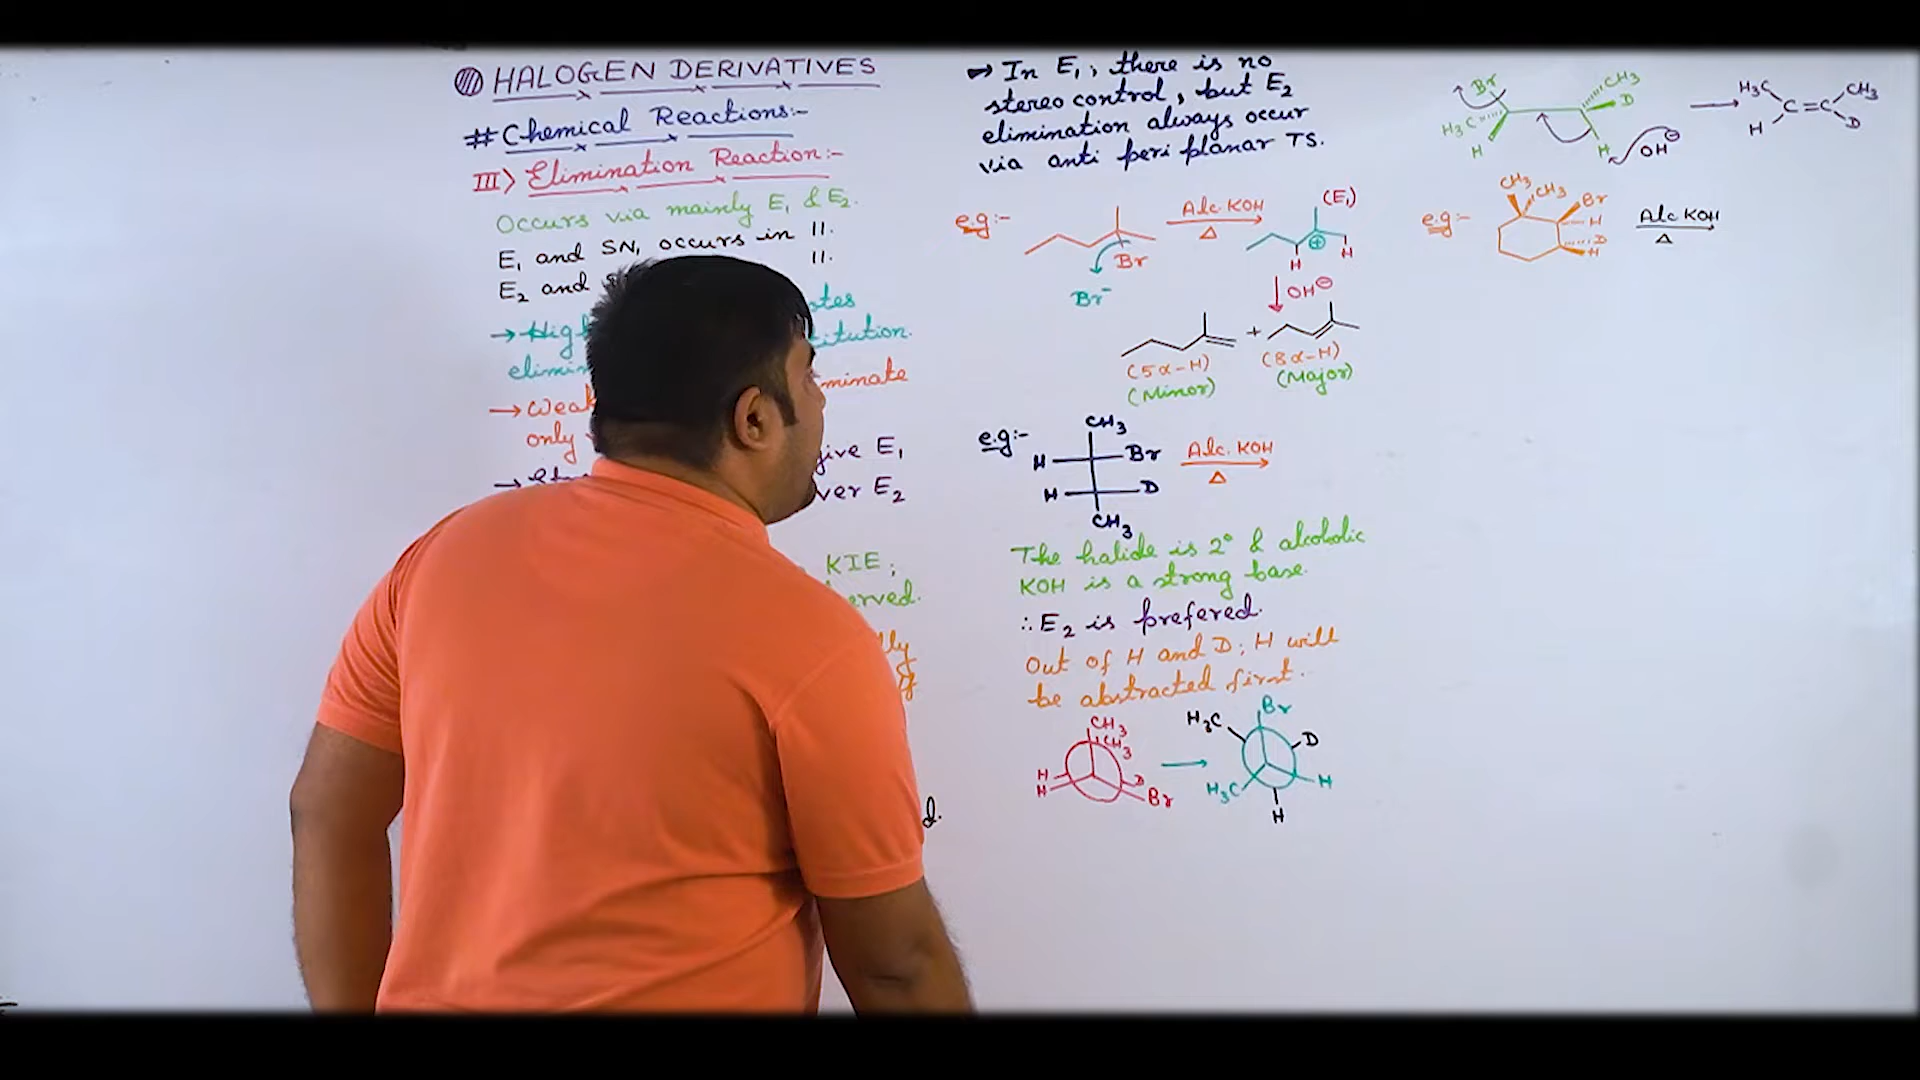 HALOGEN DERIVATIVES
# Chemical Reactions:-
III> Elimination Reaction:-
Occurs via mainly E₁ & E₂.
E₁ and SN₁ occurs in 11.
E₂ and 11.
→ High
elimin
→ Weak minate
only
give E₁
ver E₂
KIE;
erved.
d.
→ In E₁, there is no
stereo control, but E₂
elimination always occur
via anti peri planar TS.
e.g:- Alc. KOH (E₁)
Δ
Br
H H
Br⁻ OH⊖
+
(5α-H) (8α-H)
(Minor) (Major)
e.g:- CH₃
H Br Alc. KOH
H D Δ
CH₃
The halide is 2° & alcoholic
KOH is a strong base.
∴ E₂ is prefered.
Out of H and D; H will
be abstracted first.
CH₃ H₃C Br
CH₃ D
H D → H₃C H
H Br H
Br CH₃ H₃C CH₃
H₃C D → C=C
H H OH⊖ H D
e.g:- CH₃ CH₃ Br Alc KOH
H Δ
D
H